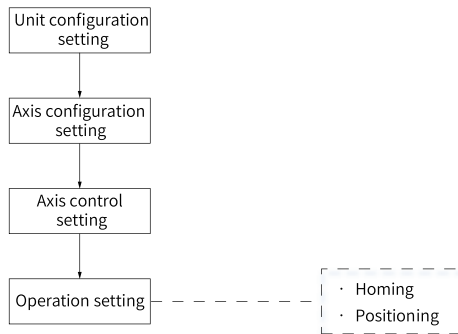 Unit configuration
setting
Axis configuration
setting
Axis control
setting
Operation setting
· Homing
· Positioning